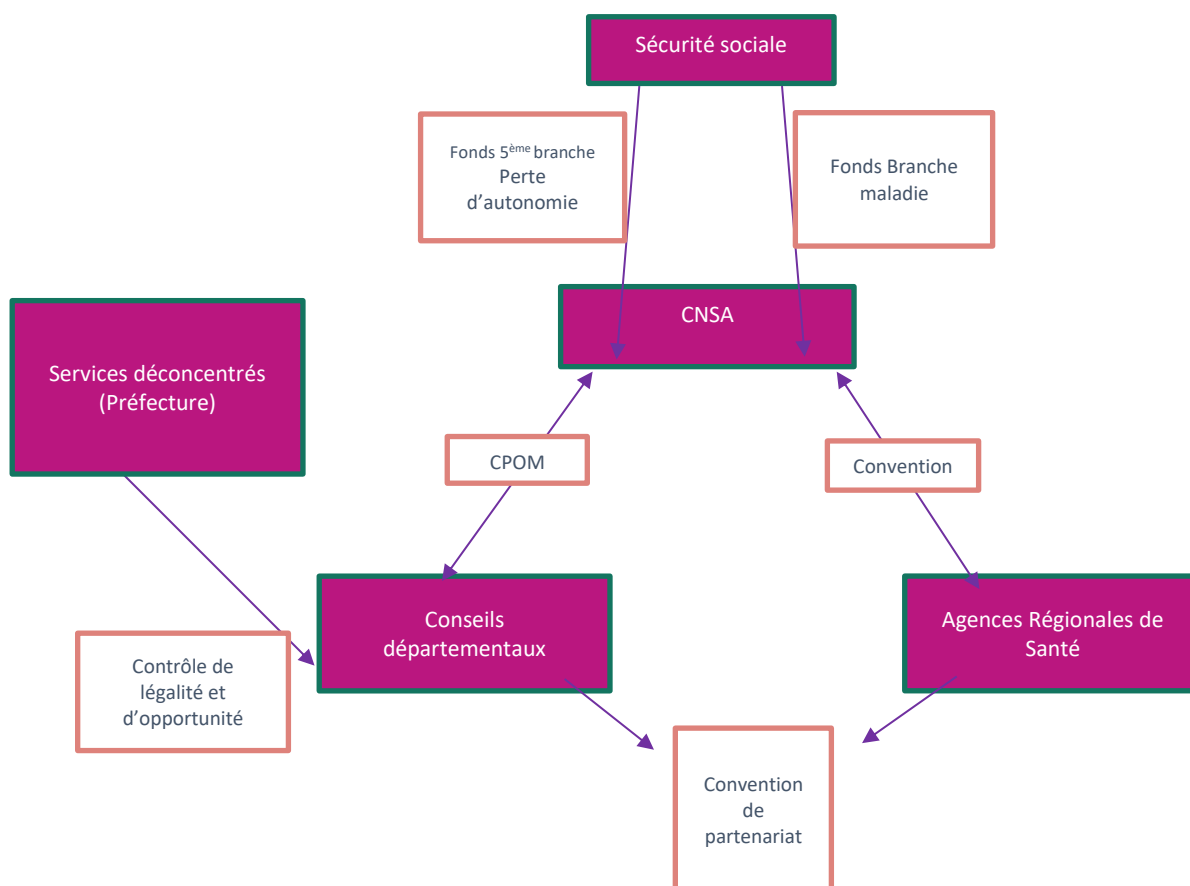 Sécurité sociale
Fonds 5ème branche
Perte
d’autonomie
Fonds Branche
maladie
CNSA
Services déconcentrés
(Préfecture)
CPOM
Convention
Conseils
départementaux
Agences Régionales de
Santé
Contrôle de
légalité et
d’opportunité
Convention
de
partenariat